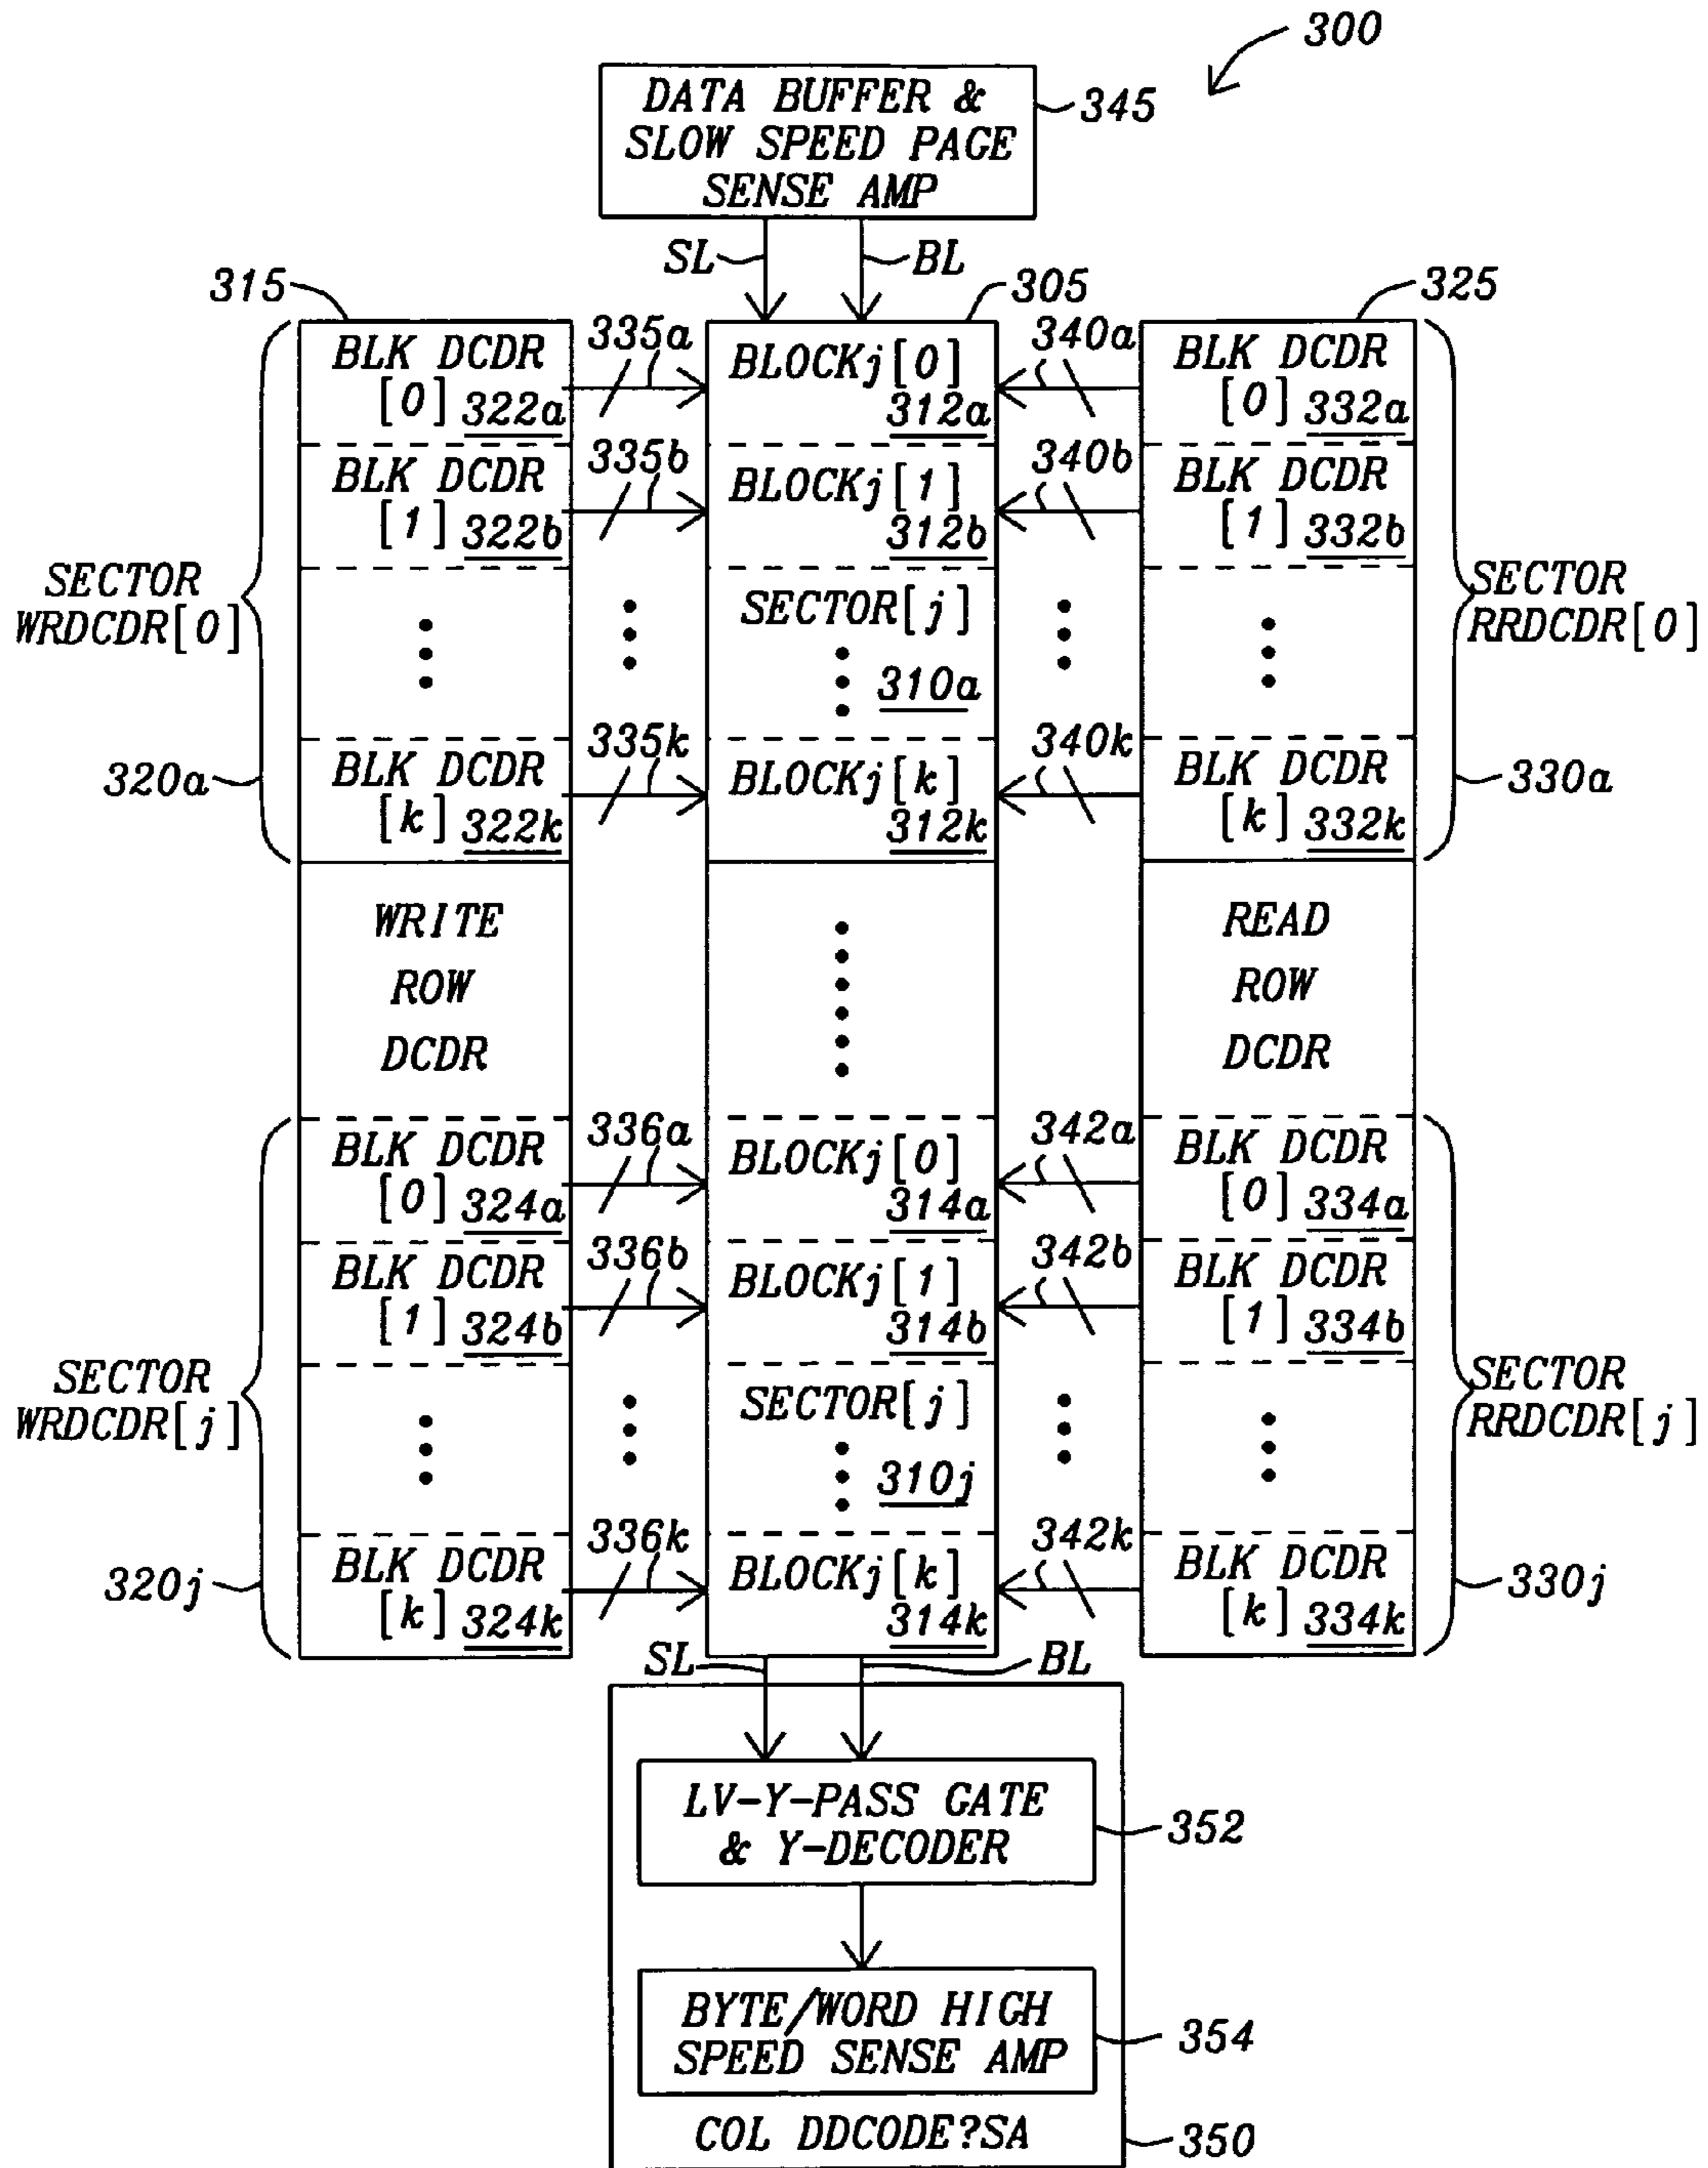 300
DATA BUFFER &
SLOW SPEED PAGE
SENSE AMP
345
SL
BL
315
305
325
BLK DCDR
[0] 322a
335a
BLOCKj[0]
312a
340a
BLK DCDR
[0] 332a
BLK DCDR
[1] 322b
335b
BLOCKj[1]
312b
340b
BLK DCDR
[1] 332b
SECTOR
WRDCDR[0]
SECTOR[j]
310a
SECTOR
RRDCDR[0]
320a
BLK DCDR
[k] 322k
335k
BLOCKj[k]
312k
340k
BLK DCDR
[k] 332k
330a
WRITE
ROW
DCDR
READ
ROW
DCDR
BLK DCDR
[0] 324a
336a
BLOCKj[0]
314a
342a
BLK DCDR
[0] 334a
BLK DCDR
[1] 324b
336b
BLOCKj[1]
314b
342b
BLK DCDR
[1] 334b
SECTOR
WRDCDR[j]
SECTOR[j]
310j
SECTOR
RRDCDR[j]
320j
BLK DCDR
[k] 324k
336k
BLOCKj[k]
314k
342k
BLK DCDR
[k] 334k
330j
SL
BL
LV-Y-PASS GATE
& Y-DECODER
352
BYTE/WORD HIGH
SPEED SENSE AMP
354
COL DDCODE?SA
350